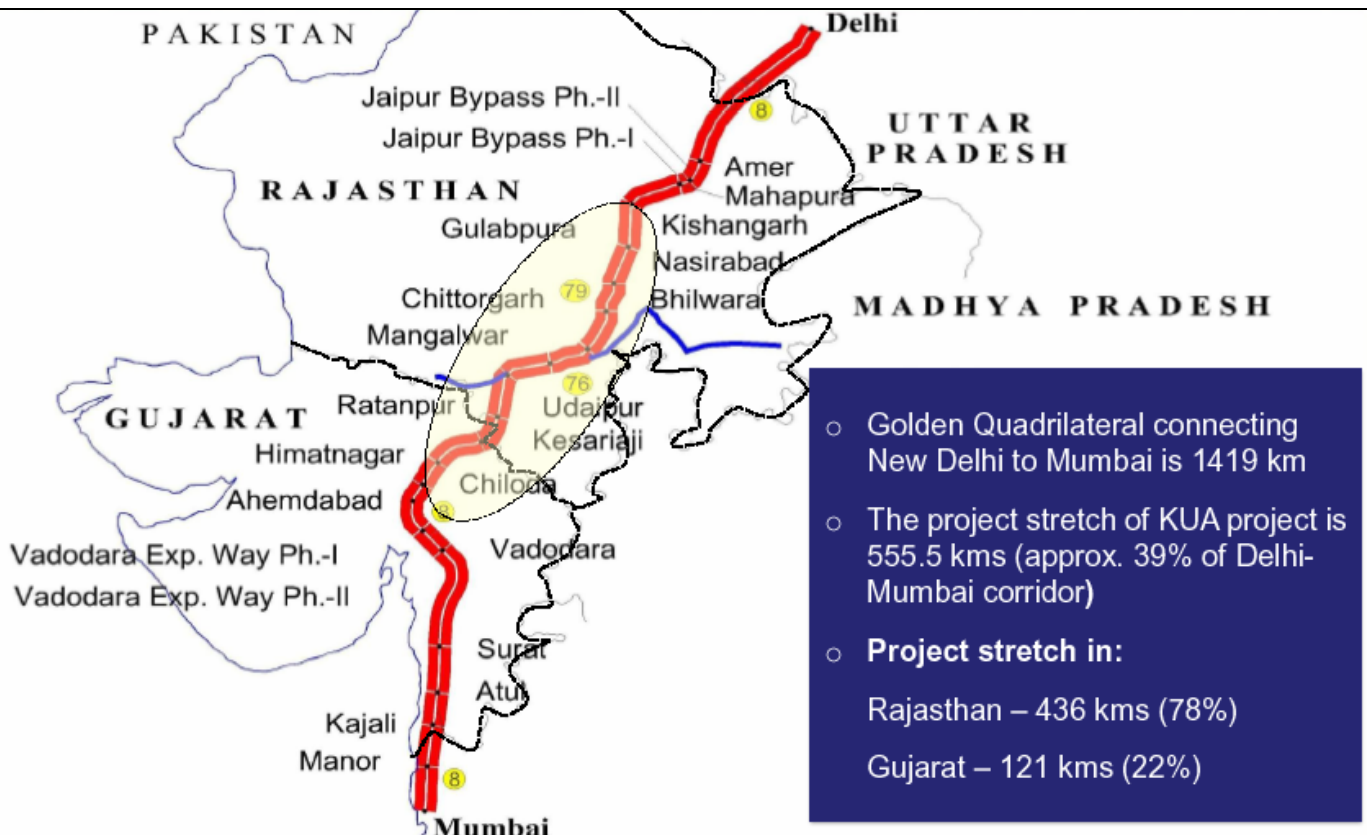 Delhi
PAKISTAN
Jaipur Bypass Ph.-II
8
Jaipur Bypass Ph.-I
UTTAR
PRADESH
Amer
RAJASTHAN
Mahapura
Gulabpura
Kishangarh
Nasirabad
Chittorgarh
79
Bhilwara
MADHYA PRADESH
Mangalwar
76
Ratanpur
Udaipur
GUJARAT
Kesariaji
Himatnagar
Chiloda
Ahemdabad
8
Vadodara Exp. Way Ph.-I
Vadodara
Vadodara Exp. Way Ph.-II
Surat
Atul
Kajali
Manor
8
Mumbai
○ Golden Quadrilateral connecting
New Delhi to Mumbai is 1419 km
○ The project stretch of KUA project is
555.5 kms (approx. 39% of Delhi-
Mumbai corridor)
○ Project stretch in:
Rajasthan – 436 kms (78%)
Gujarat – 121 kms (22%)